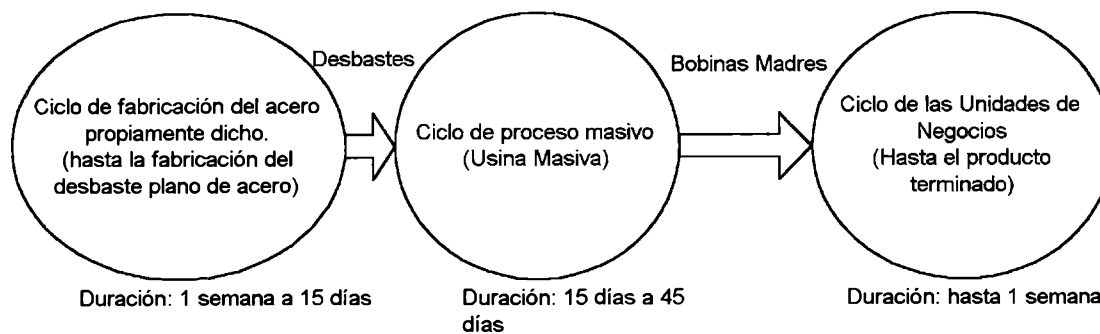 Ciclo de fabricación del acero
propiamente dicho.
(hasta la fabricación del
desbaste plano de acero)
Desbastes
Ciclo de proceso masivo
(Usina Masiva)
Bobinas Madres
Ciclo de las Unidades de
Negocios
(Hasta el producto
terminado)
Duración: 1 semana a 15 días
Duración: 15 días a 45
días
Duración: hasta 1 semana